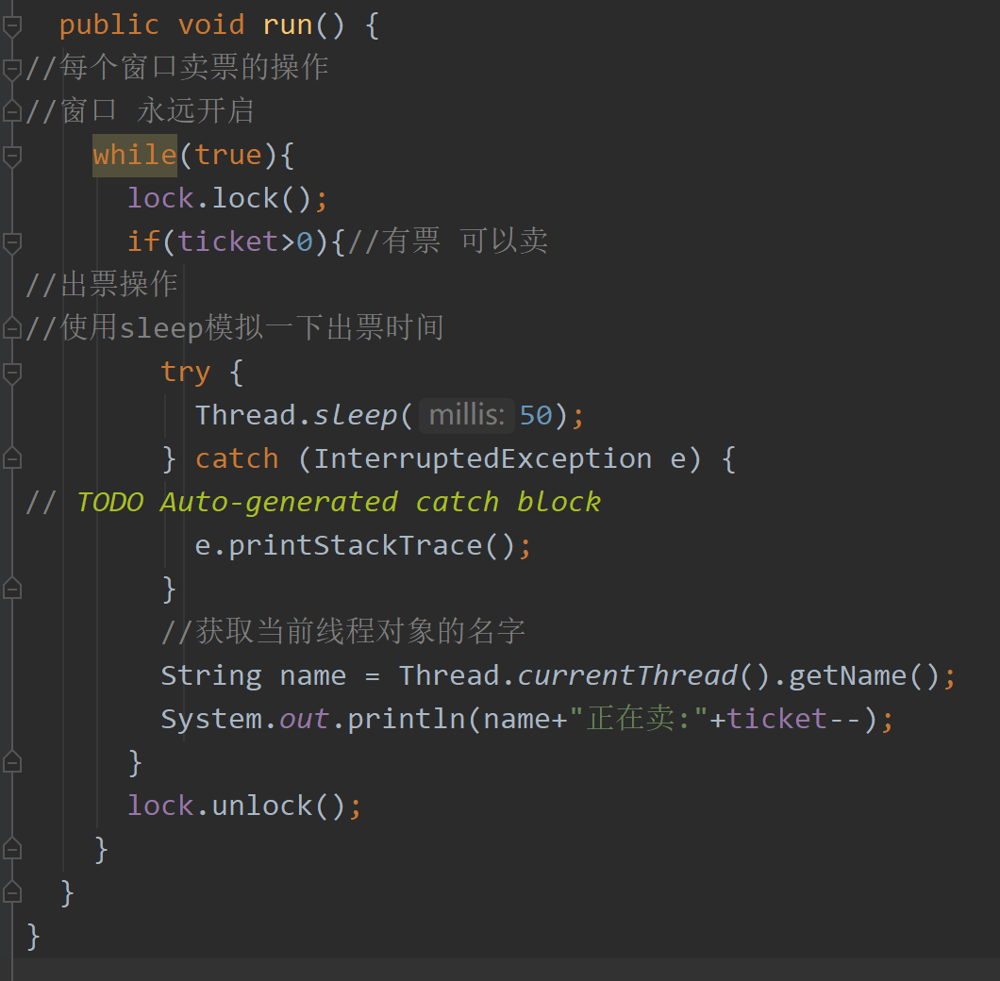 public void run() {
//每个窗口卖票的操作
//窗口 永远开启
while(true){
lock.lock();
if(ticket>0){//有票 可以卖
//出票操作
//使用sleep模拟一下出票时间
try {
Thread.sleep( millis: 50);
} catch (InterruptedException e) {
// TODO Auto-generated catch block
e.printStackTrace();
}
//获取当前线程对象的名字
String name = Thread.currentThread().getName();
System.out.println(name+"正在卖:"+ticket--);
}
lock.unlock();
}
}
}